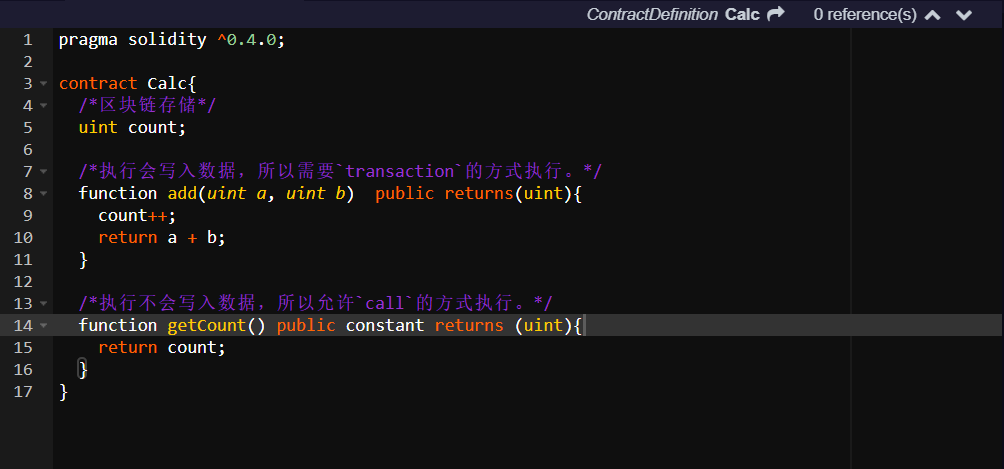 ContractDefinition Calc 0 reference(s)
1 pragma solidity ^0.4.0;
2
3 contract Calc{
4 /*区块链存储*/
5 uint count;
6
7 /*执行会写入数据，所以需要`transaction`的方式执行。*/
8 function add(uint a, uint b)  public returns(uint){
9 count++;
10 return a + b;
11 }
12
13 /*执行不会写入数据，所以允许`call`的方式执行。*/
14 function getCount() public constant returns (uint){
15 return count;
16 }
17 }